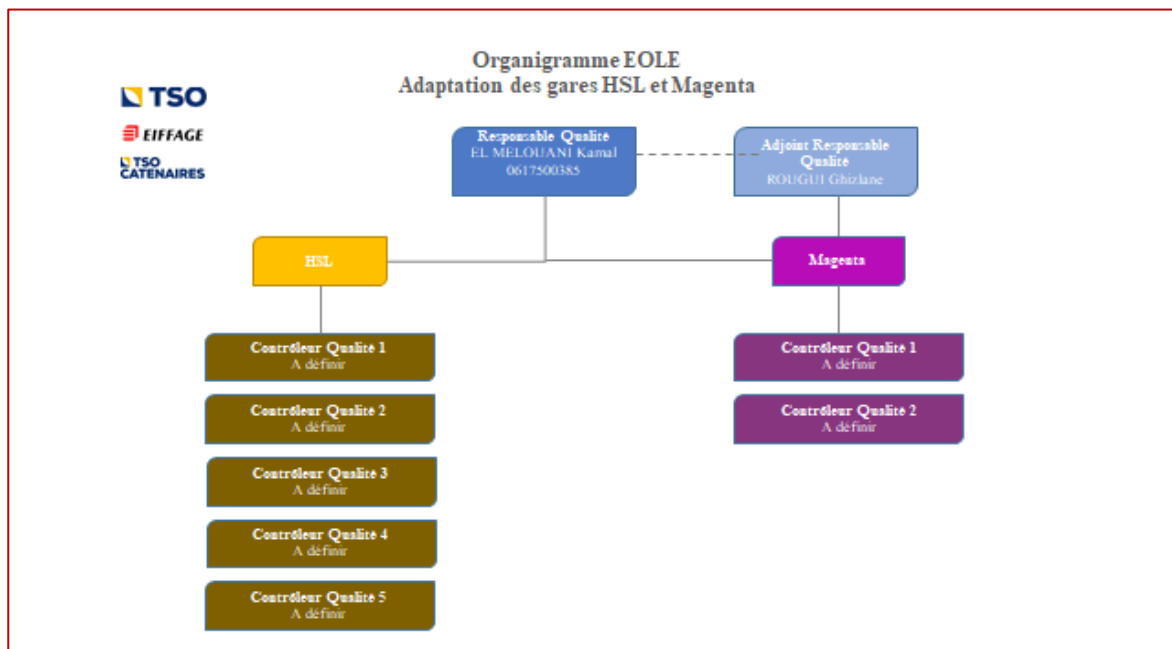 Organigramme EOLE
Adaptation des gares HSL et Magenta
TSO
EIFFAGE
TSO
CATENAIRES
Responsable Qualité
EL MELOUANI Kamal
0617500385
Adjoint Responsable
Qualité
ROUGUI Ghizlane
HSL
Magenta
Contrôleur Qualité 1
A définir
Contrôleur Qualité 2
A définir
Contrôleur Qualité 3
A définir
Contrôleur Qualité 4
A définir
Contrôleur Qualité 5
A définir
Contrôleur Qualité 1
A définir
Contrôleur Qualité 2
A définir